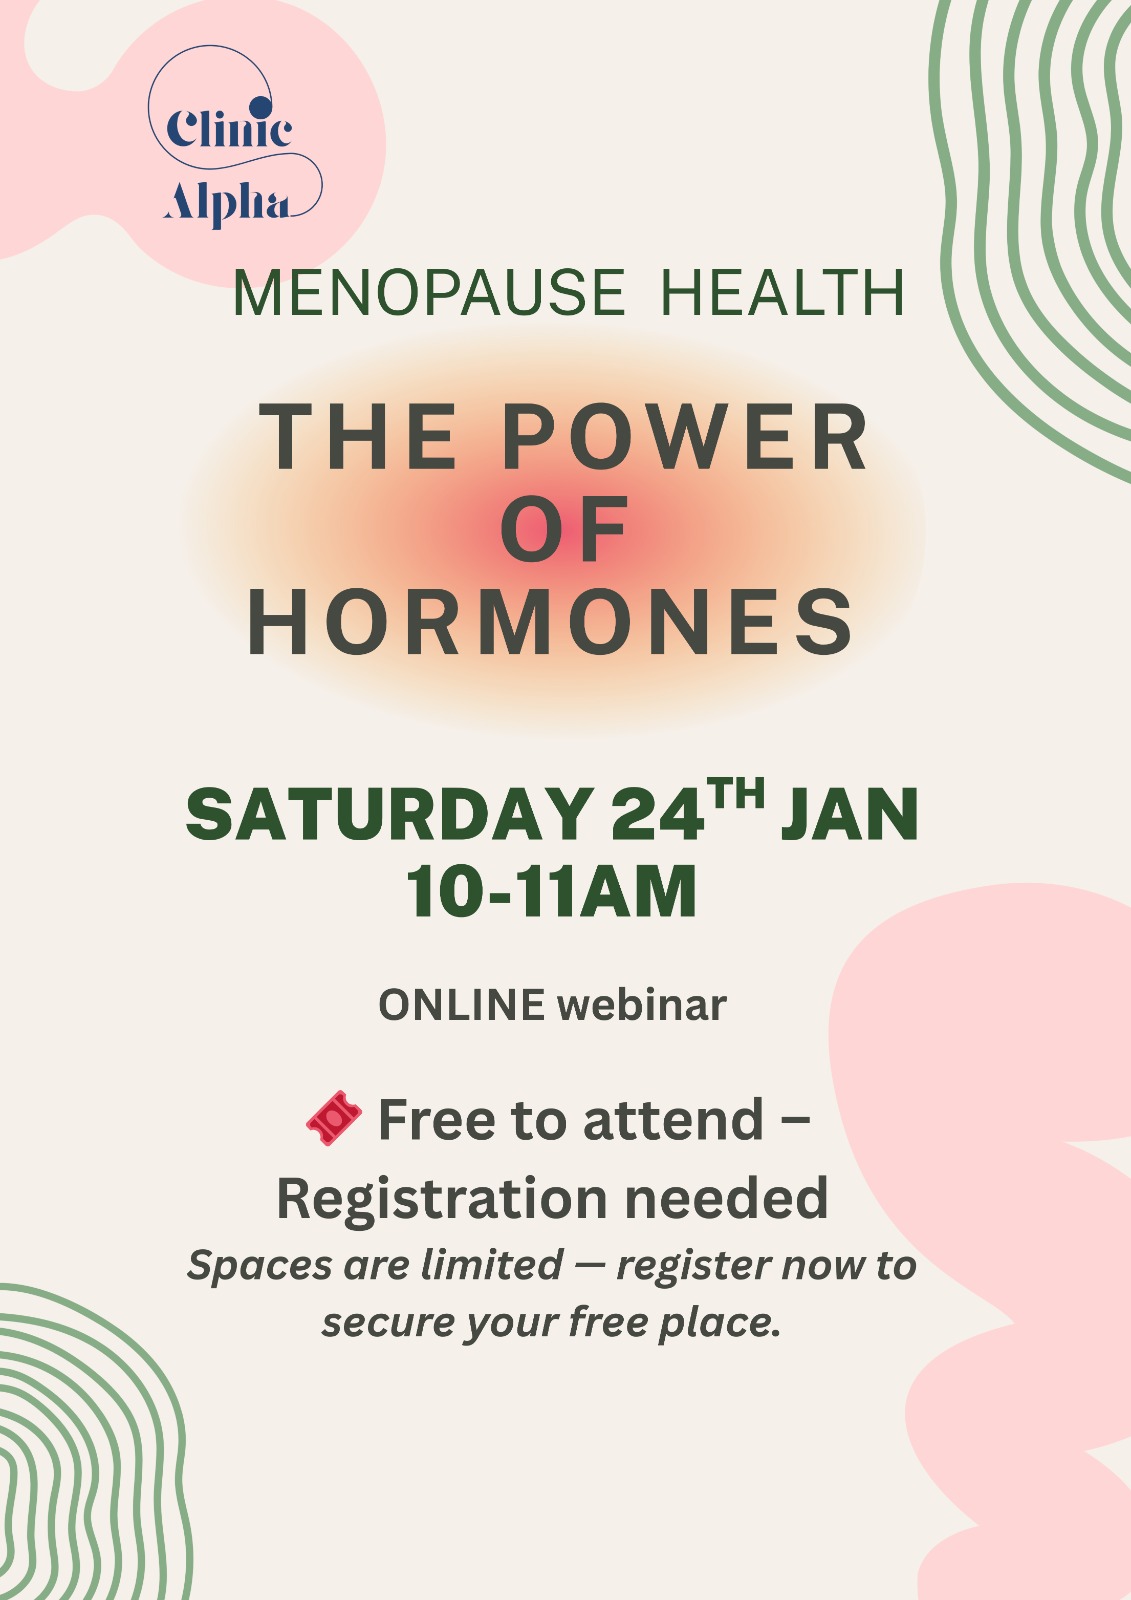 Clinic
Alpha
MENOPAUSE HEALTH
THE POWER
OF
HORMONES
SATURDAY 24TH JAN
10-11AM
ONLINE webinar
Free to attend –
Registration needed
Spaces are limited — register now to
secure your free place.